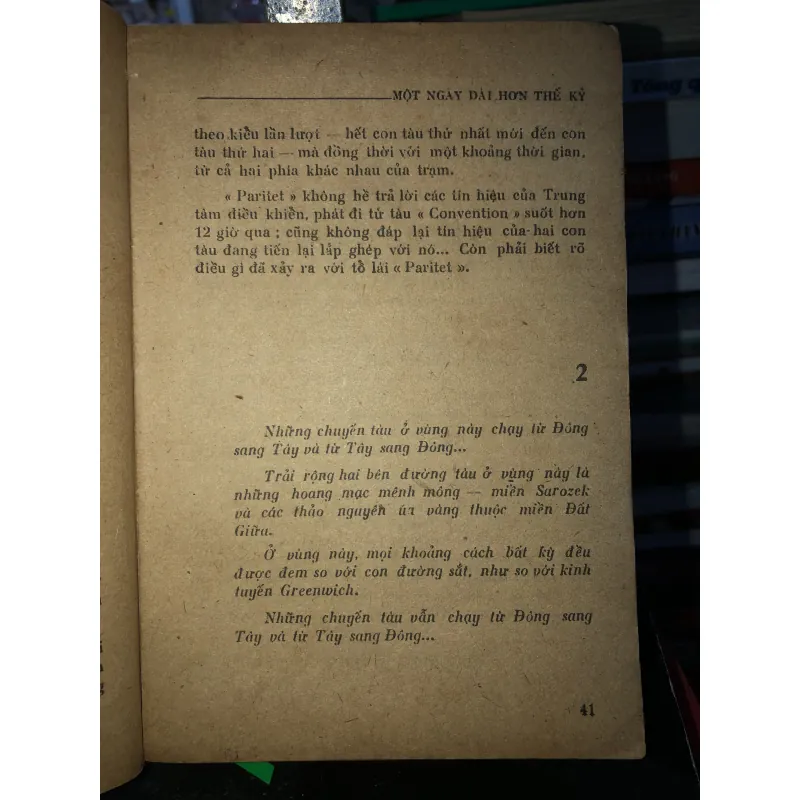 MỘT NGÀY DÀI HƠN THẾ KỶ
theo kiểu lần lượt — hết con tàu thứ nhất mới đến con
tàu thứ hai — mà đồng thời với một khoảng thời gian,
từ cả hai phía khác nhau của trạm.
« Paritet » không hề trả lời các tín hiệu của Trung
tâm điều khiển, phát đi từ tàu « Convention » suốt hơn
12 giờ qua ; cũng không đáp lại tín hiệu của hai con
tàu đang tiến lại lắp ghép với nó... Còn phải biết rõ
điều gì đã xảy ra với tổ lái « Paritet ».
2
Những chuyến tàu ở vùng này chạy từ Đông
sang Tây và từ Tây sang Đông...
Trải rộng hai bên đường tàu ở vùng này là
những hoang mạc mênh mông — miền Sarozek
và các thảo nguyên úa vàng thuộc miền Đất
Giữa.
Ở vùng này, mọi khoảng cách bất kỳ đều
được đem so với con đường sắt, như so với kinh
tuyến Greenwich.
Những chuyến tàu vẫn chạy từ Đông sang
Tây và từ Tây sang Đông...
41
Tổng